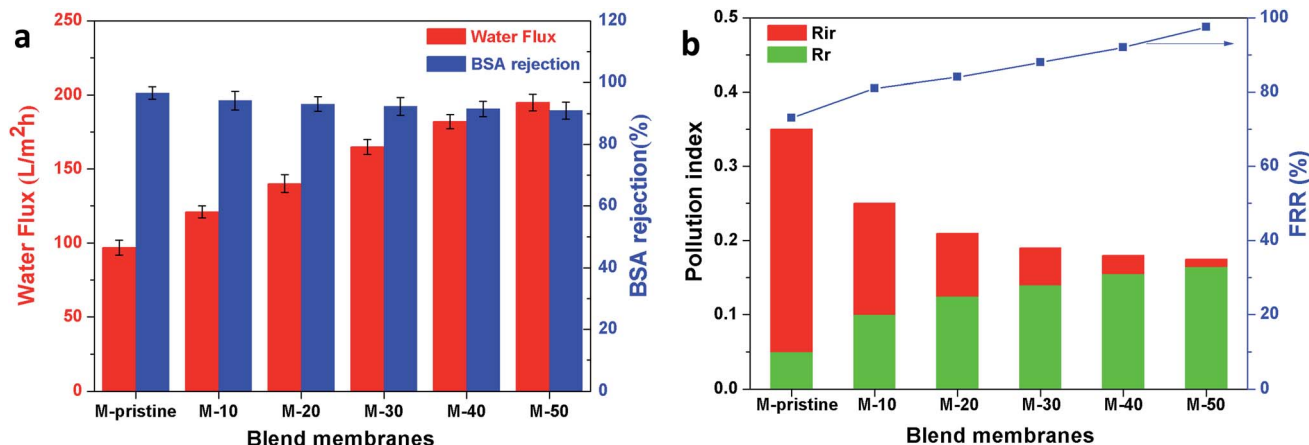 a
Water Flux
BSA rejection
Water Flux (L/m²h)
250
200
150
100
50
0
BSA rejection(%)
120
100
80
60
40
20
0
M-pristine M-10 M-20 M-30 M-40 M-50
Blend membranes
b
Rir
Rr
Pollution index
0.5
0.4
0.3
0.2
0.1
0.0
FRR (%)
100
80
60
40
20
0
M-pristine M-10 M-20 M-30 M-40 M-50
Blend membranes